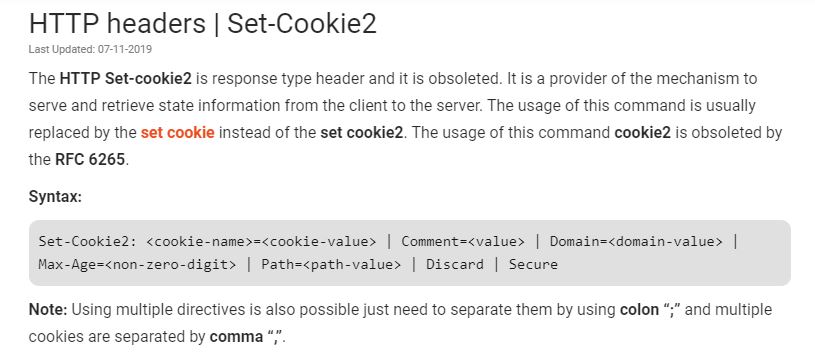 HTTP headers | Set-Cookie2
Last Updated: 07-11-2019
The HTTP Set-cookie2 is response type header and it is obsoleted. It is a provider of the mechanism to
serve and retrieve state information from the client to the server. The usage of this command is usually
replaced by the set cookie instead of the set cookie2. The usage of this command cookie2 is obsoleted by
the RFC 6265.
Syntax:
Set-Cookie2: <cookie-name>=<cookie-value> | Comment=<value> | Domain=<domain-value> |
Max-Age=<non-zero-digit> | Path=<path-value> | Discard | Secure
Note: Using multiple directives is also possible just need to separate them by using colon “;” and multiple
cookies are separated by comma “,”.